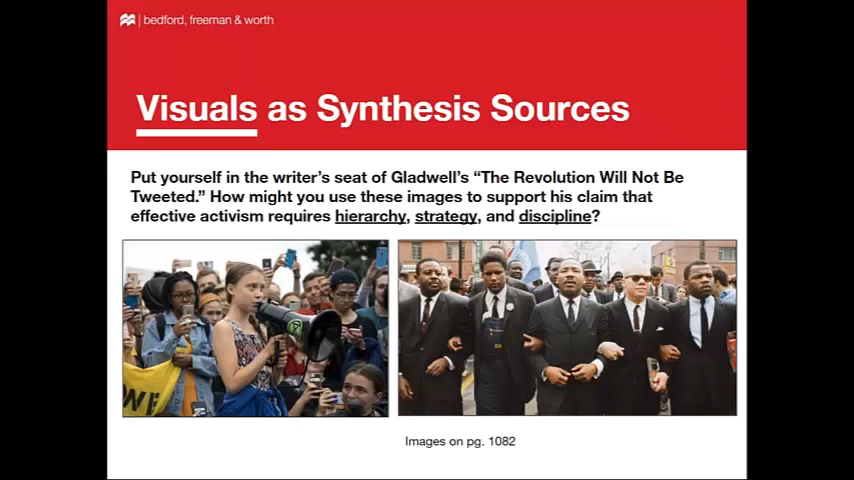 bedford, freeman & worth
Visuals as Synthesis Sources
Put yourself in the writer's seat of Gladwell's “The Revolution Will Not Be
Tweeted.” How might you use these images to support his claim that
effective activism requires hierarchy, strategy, and discipline?
WE
Images on pg. 1082